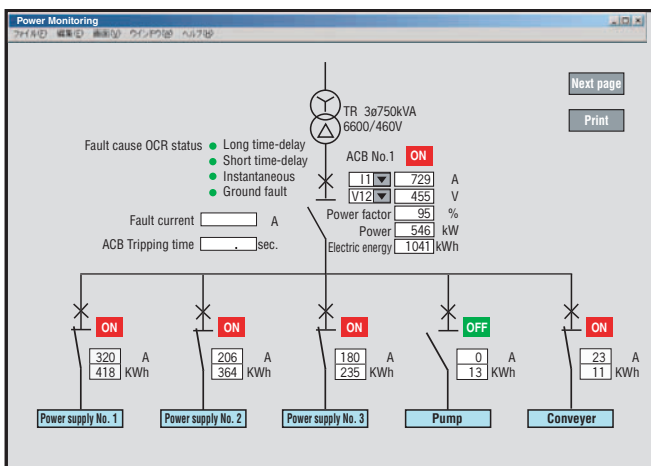 Power Monitoring
ファイル(F) 編集(E) 画面(V) ウインドウ(W) ヘルプ(H)
Next page
Print
TR 3ø750kVA
6600/460V
Fault cause OCR status
Long time-delay
Short time-delay
Instantaneous
Ground fault
ACB No.1 ON
I1 729 A
V12 455 V
Power factor 95 %
Power 546 kW
Electric energy 1041 kWh
Fault current A
ACB Tripping time . sec.
ON ON ON OFF ON
320 A 206 A 180 A 0 A 23 A
418 KWh 364 KWh 235 KWh 13 KWh 11 KWh
Power supply No. 1 Power supply No. 2 Power supply No. 3 Pump Conveyer